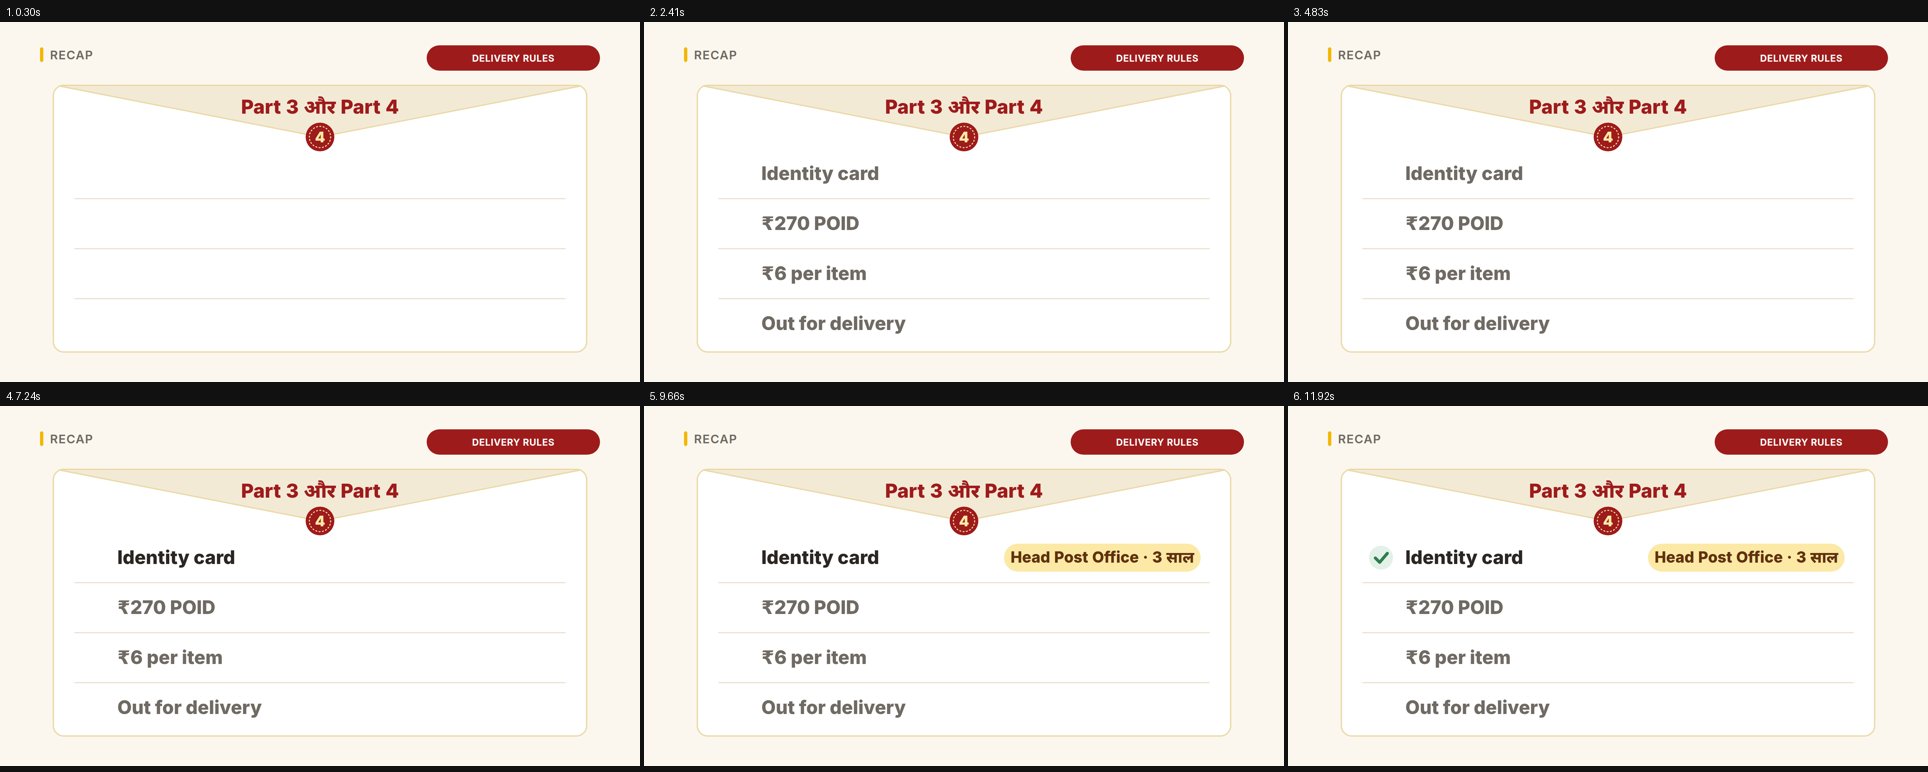 1. 0.30s
RECAP
DELIVERY RULES
Part 3 और Part 4
4
2. 2.41s
RECAP
DELIVERY RULES
Part 3 और Part 4
4
Identity card
₹270 POID
₹6 per item
Out for delivery
3. 4.83s
RECAP
DELIVERY RULES
Part 3 और Part 4
4
Identity card
₹270 POID
₹6 per item
Out for delivery
4. 7.24s
RECAP
DELIVERY RULES
Part 3 और Part 4
4
Identity card
₹270 POID
₹6 per item
Out for delivery
5. 9.66s
RECAP
DELIVERY RULES
Part 3 और Part 4
4
Identity card Head Post Office · 3 साल
₹270 POID
₹6 per item
Out for delivery
6. 11.92s
RECAP
DELIVERY RULES
Part 3 और Part 4
4
Identity card Head Post Office · 3 साल
₹270 POID
₹6 per item
Out for delivery